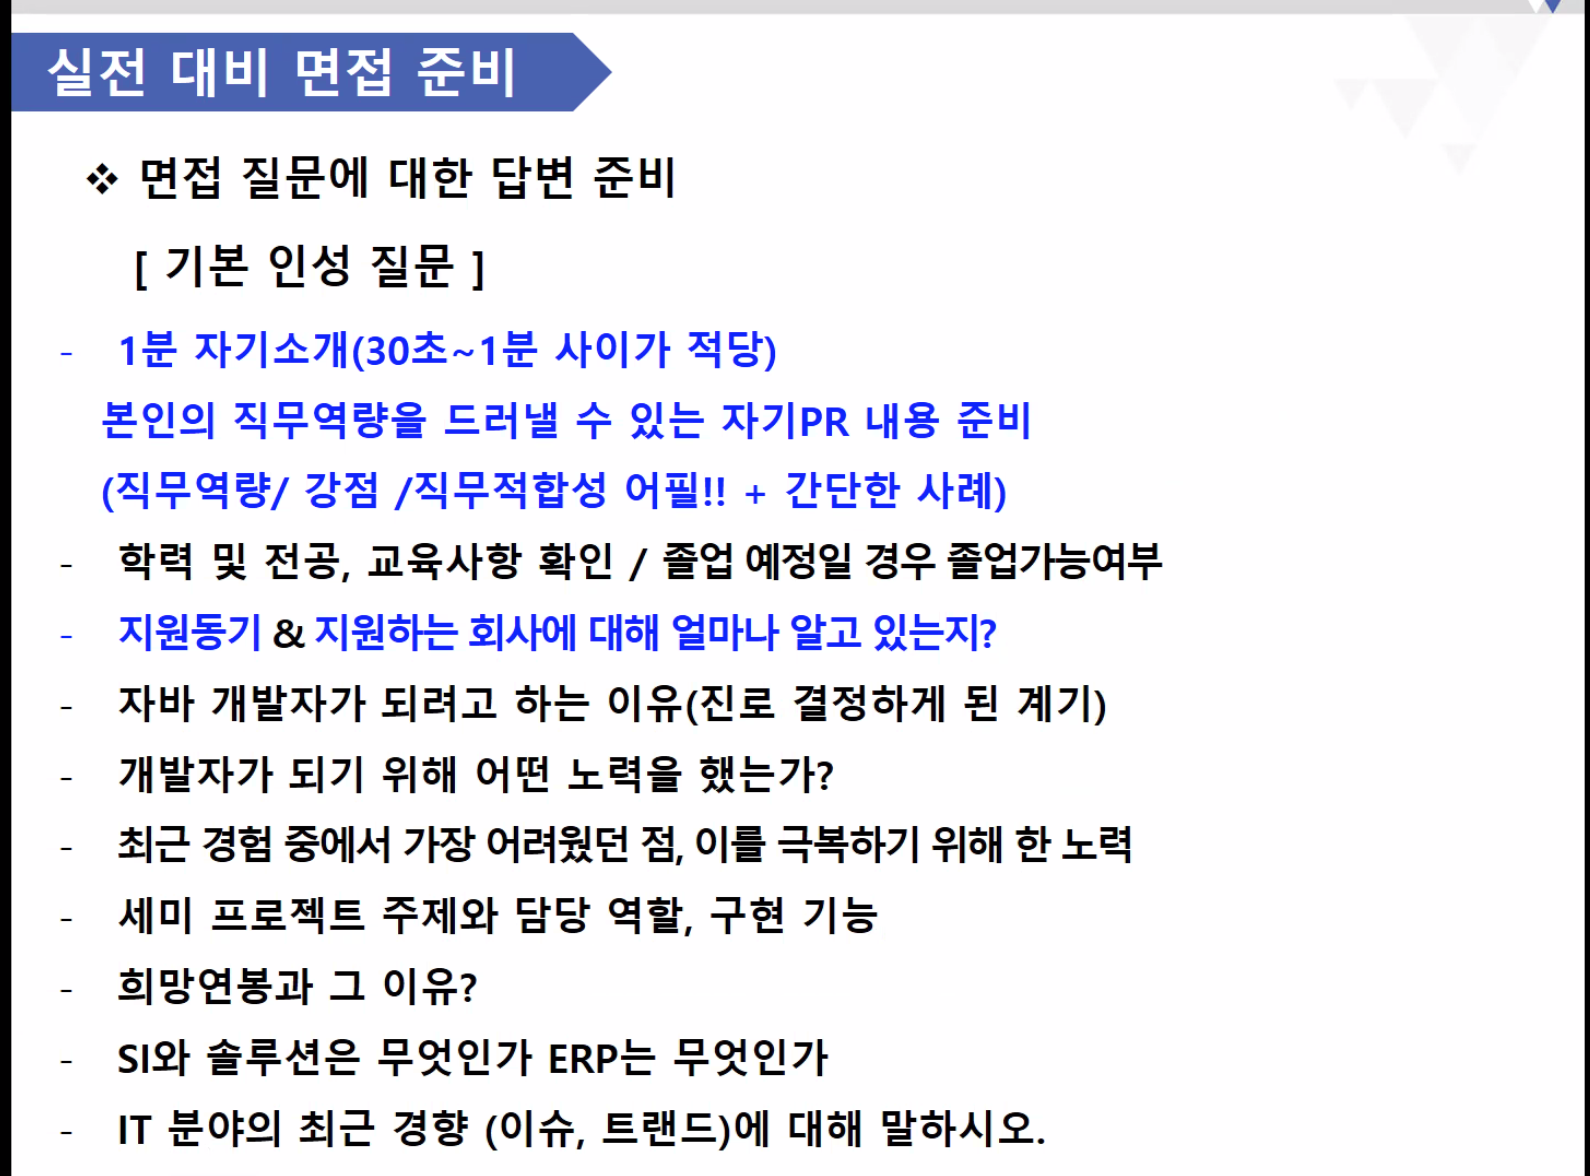 실전 대비 면접 준비
❖ 면접 질문에 대한 답변 준비
[ 기본 인성 질문 ]
- 1분 자기소개(30초~1분 사이가 적당)
본인의 직무역량을 드러낼 수 있는 자기PR 내용 준비
(직무역량/ 강점 /직무적합성 어필!! + 간단한 사례)
- 학력 및 전공, 교육사항 확인 / 졸업 예정일 경우 졸업가능여부
- 지원동기 & 지원하는 회사에 대해 얼마나 알고 있는지?
- 자바 개발자가 되려고 하는 이유(진로 결정하게 된 계기)
- 개발자가 되기 위해 어떤 노력을 했는가?
- 최근 경험 중에서 가장 어려웠던 점, 이를 극복하기 위해 한 노력
- 세미 프로젝트 주제와 담당 역할, 구현 기능
- 희망연봉과 그 이유?
- SI와 솔루션은 무엇인가 ERP는 무엇인가
- IT 분야의 최근 경향 (이슈, 트랜드)에 대해 말하시오.